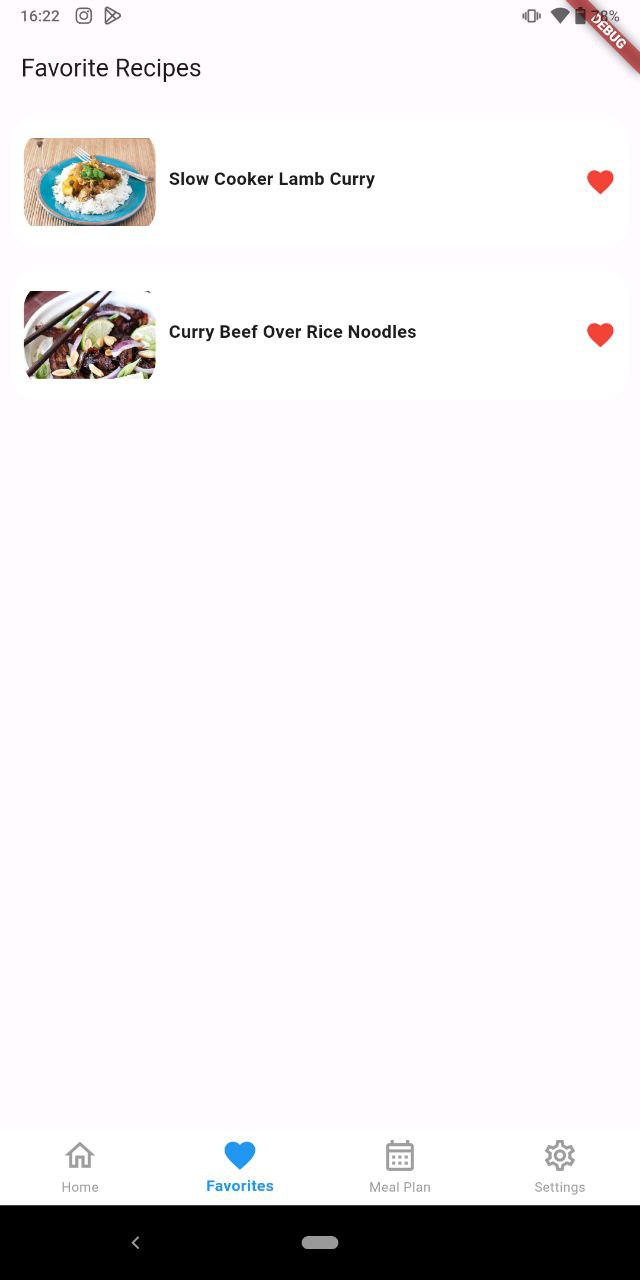 16:22
DEBUG
Favorite Recipes
Slow Cooker Lamb Curry
Curry Beef Over Rice Noodles
Home
Favorites
Meal Plan
Settings